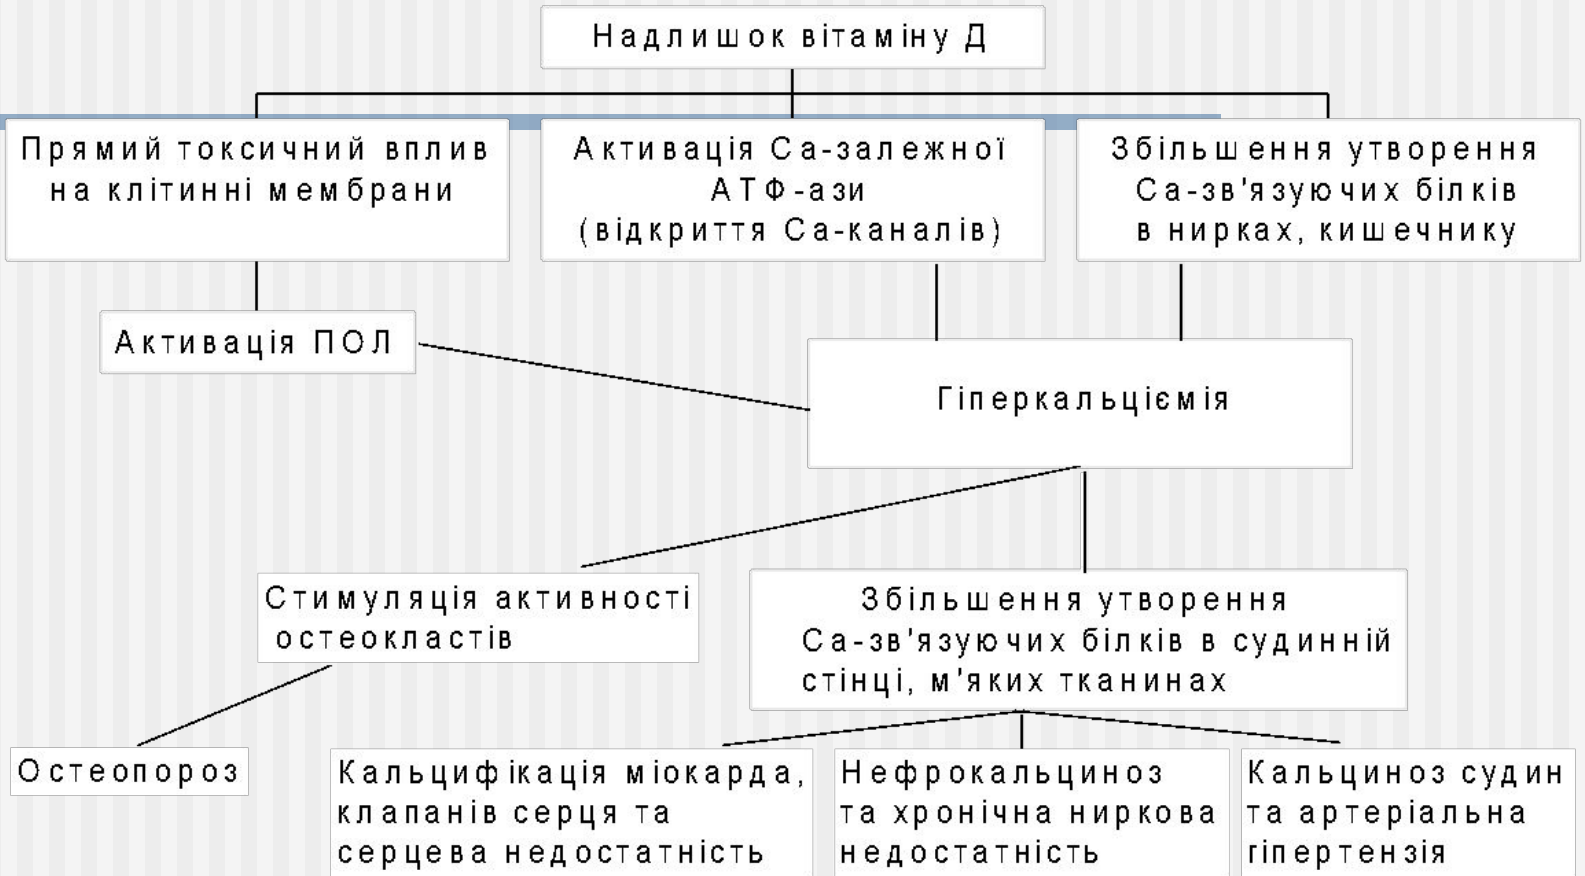 Надлишок вітаміну Д
Прямий токсичний вплив
на клітинні мембрани
Активація Са-залежної
АТФ-ази
(відкриття Са-каналів)
Збільшення утворення
Са-зв'язуючих білків
в нирках, кишечнику
Активація ПОЛ
Гіперкальціємія
Стимуляція активності
остеокластів
Збільшення утворення
Са-зв'язуючих білків в судинній
стінці, м'яких тканинах
Остеопороз
Кальцифікація міокарда,
клапанів серця та
серцева недостатність
Нефрокальциноз
та хронічна ниркова
недостатність
Кальциноз судин
та артеріальна
гіпертензія